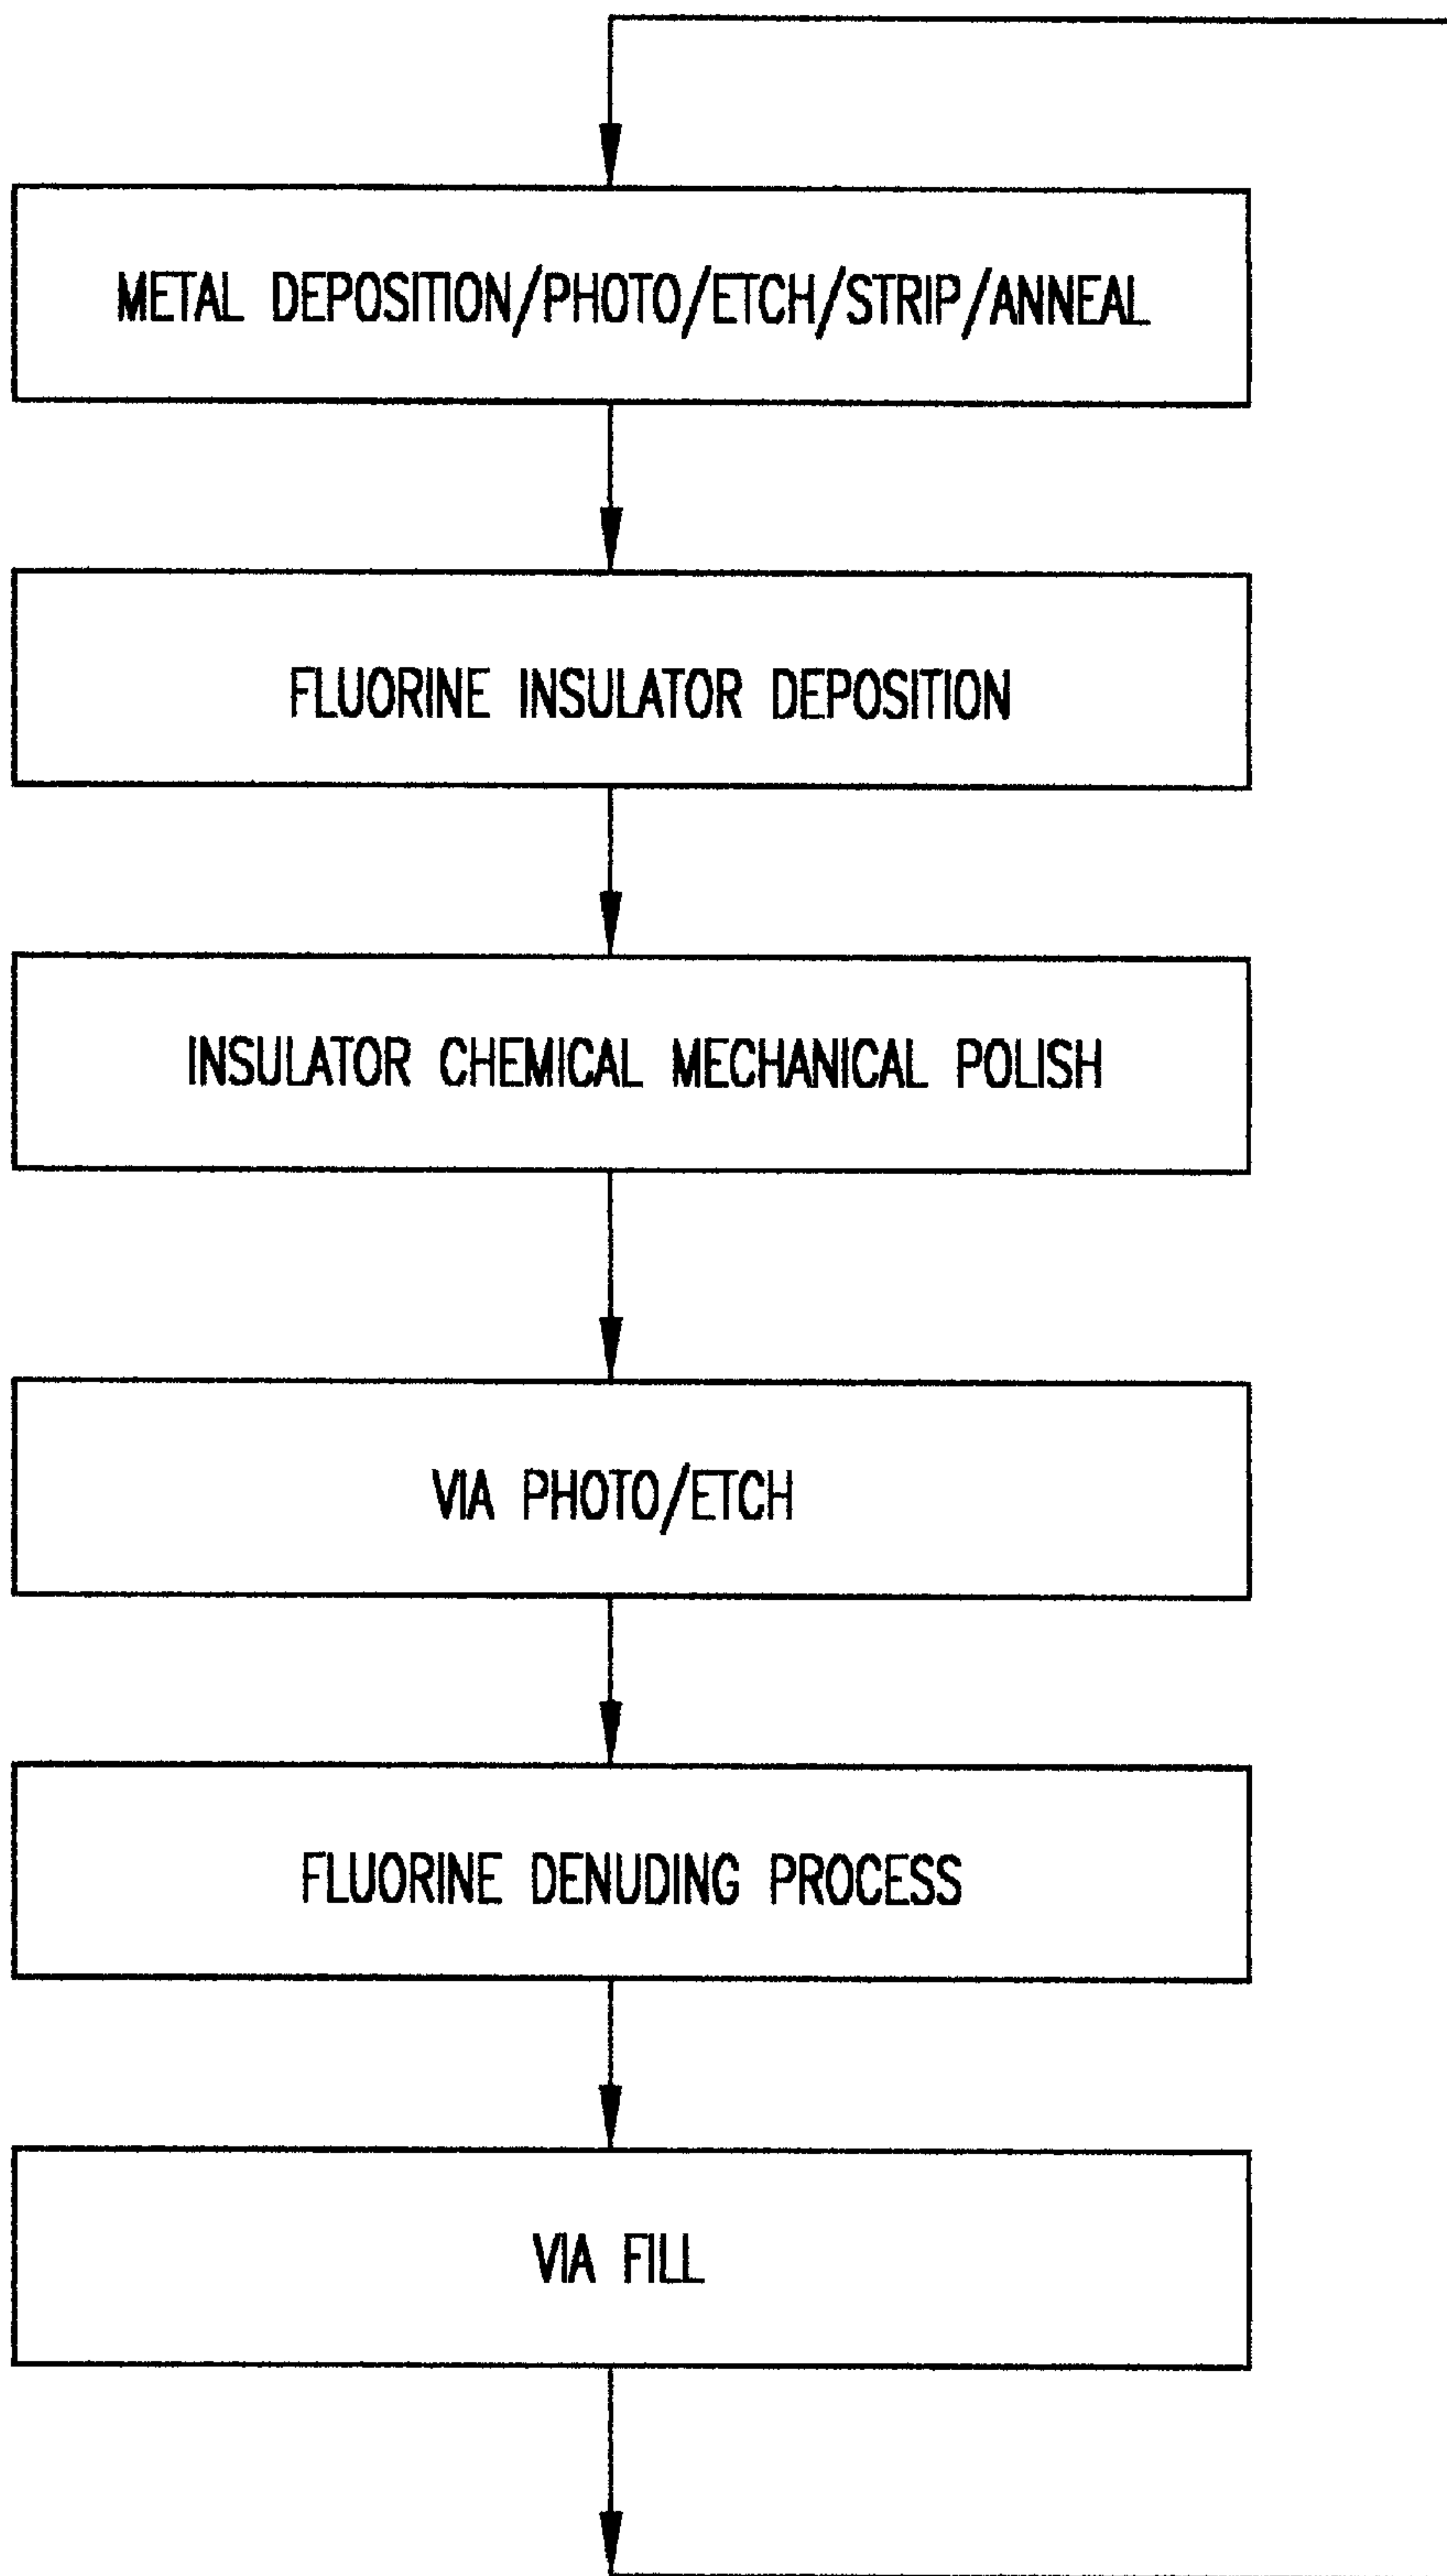 METAL DEPOSITION/PHOTO/ETCH/STRIP/ANNEAL
FLUORINE INSULATOR DEPOSITION
INSULATOR CHEMICAL MECHANICAL POLISH
VIA PHOTO/ETCH
FLUORINE DENUDING PROCESS
VIA FILL